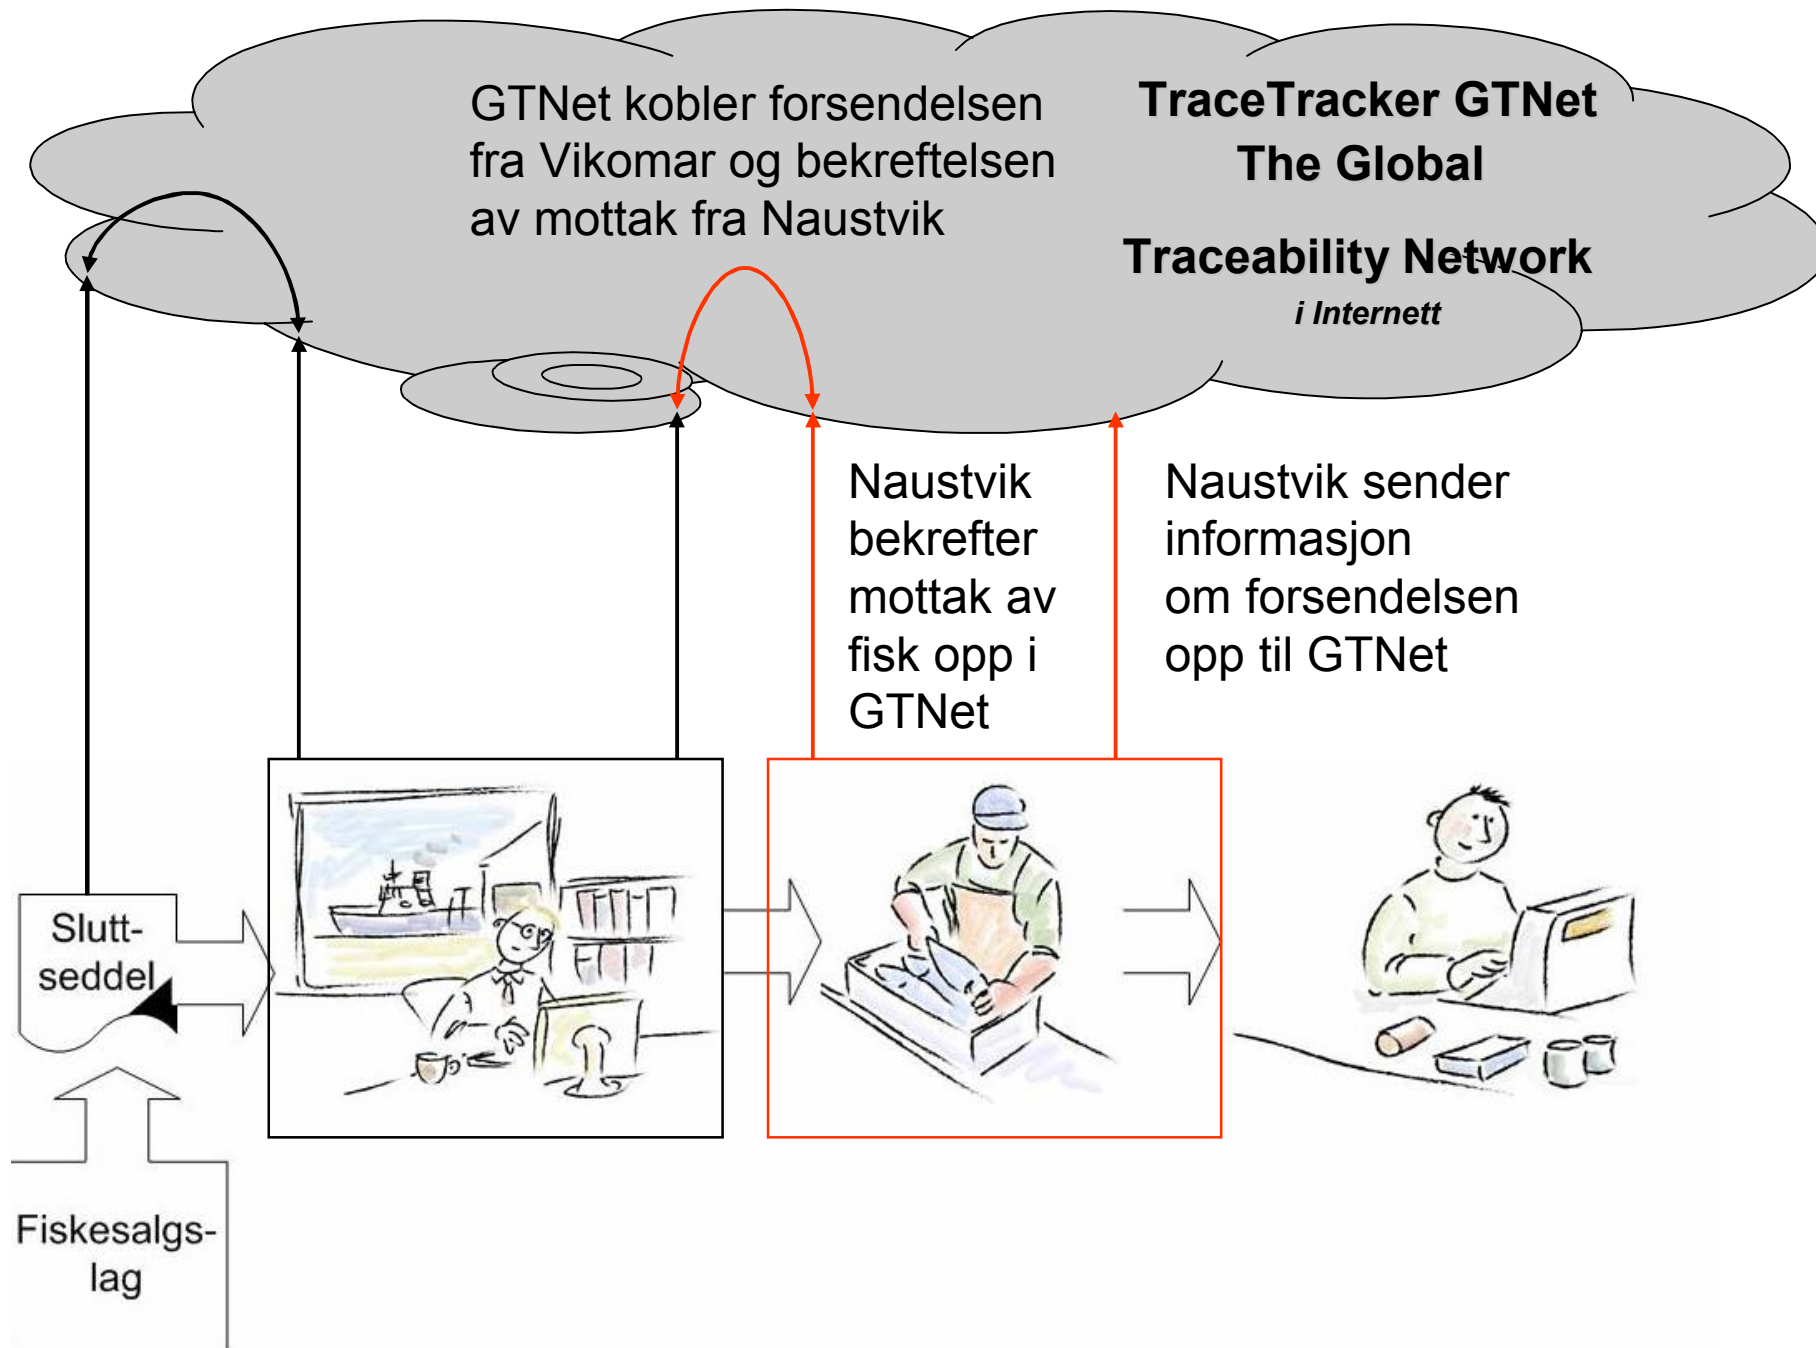 GTNet kobler forsendelsen
fra Vikomar og bekreftelsen
av mottak fra Naustvik
TraceTracker GTNet
The Global
Traceability Network
i Internett
Naustvik
bekrefter
mottak av
fisk opp i
GTNet
Naustvik sender
informasjon
om forsendelsen
opp til GTNet
Slutt-
seddel
Fiskesalgs-
lag